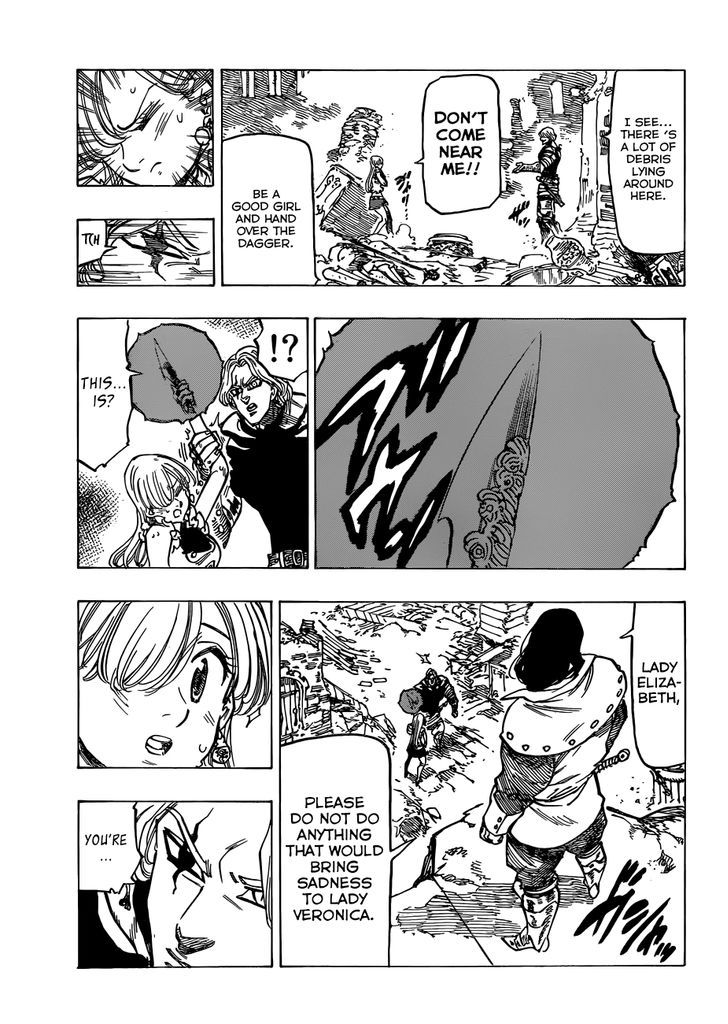 I SEE...
THERE 'S
A LOT OF
DEBRIS
LYING
AROUND
HERE.
DON'T
COME
NEAR
ME!!
BE A
GOOD GIRL
AND HAND
OVER THE
DAGGER.
TCH
!?
THIS...
IS?
LADY
ELIZA-
BETH,
PLEASE
DO NOT DO
ANYTHING
THAT WOULD
BRING
SADNESS
TO LADY
VERONICA.
YOU'RE
...